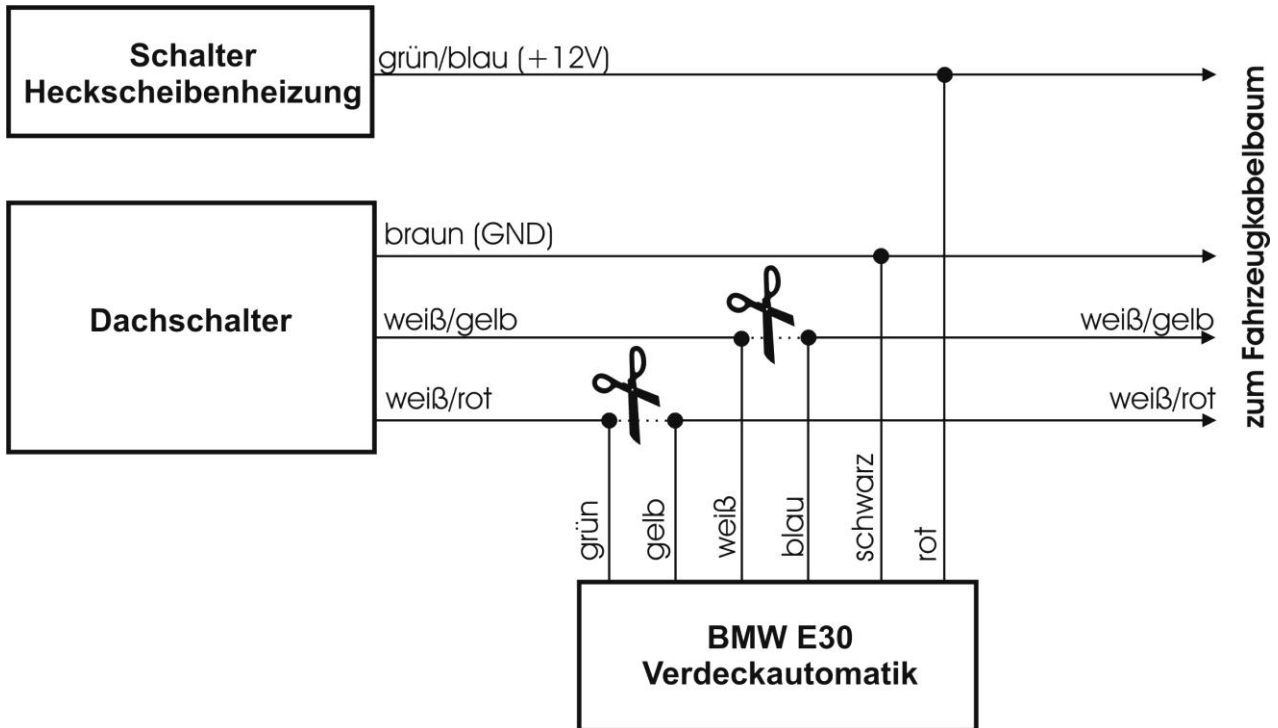 Schalter
Heckscheibenheizung
grün/blau (+12V)
zum Fahrzeugkabelbaum
Dachschalter
braun (GND)
weiß/gelb
weiß/gelb
weiß/rot
weiß/rot
grün
gelb
weiß
blau
schwarz
rot
BMW E30
Verdeckautomatik